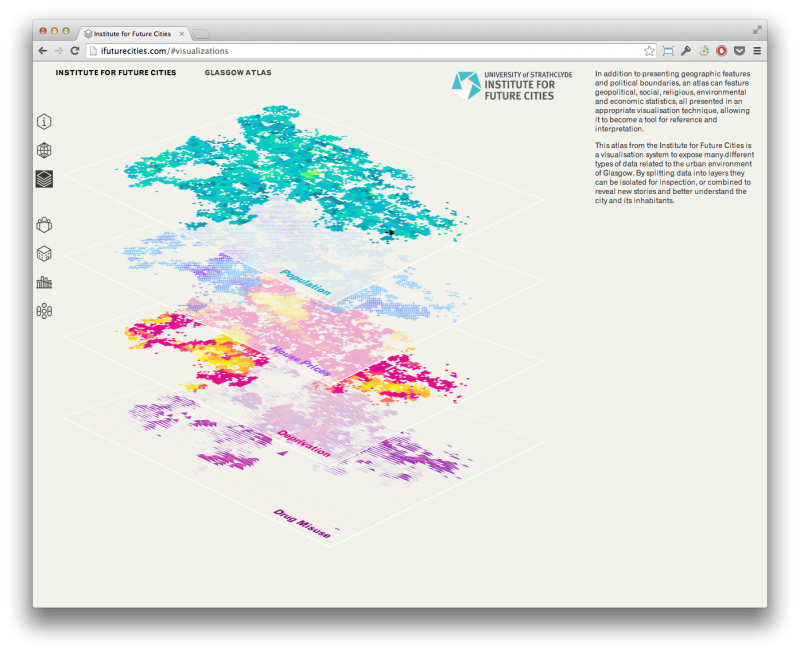 Institute for Future Cities
ifuturecities.com/#visualizations
INSTITUTE FOR FUTURE CITIES
GLASGOW ATLAS
UNIVERSITY of STRATHCLYDE
INSTITUTE FOR
FUTURE CITIES
In addition to presenting geographic features
and political boundaries, an atlas can feature
geopolitical, social, religious, environmental
and economic statistics, all presented in an
appropriate visualisation technique, allowing
it to become a tool for reference and
interpretation.
This atlas from the Institute for Future Cities is
a visualisation system to expose many different
types of data related to the urban environment
of Glasgow. By splitting data into layers they
can be isolated for inspection, or combined to
reveal new stories and better understand the
city and its inhabitants.
Population
House Prices
Deprivation
Drug Misuse